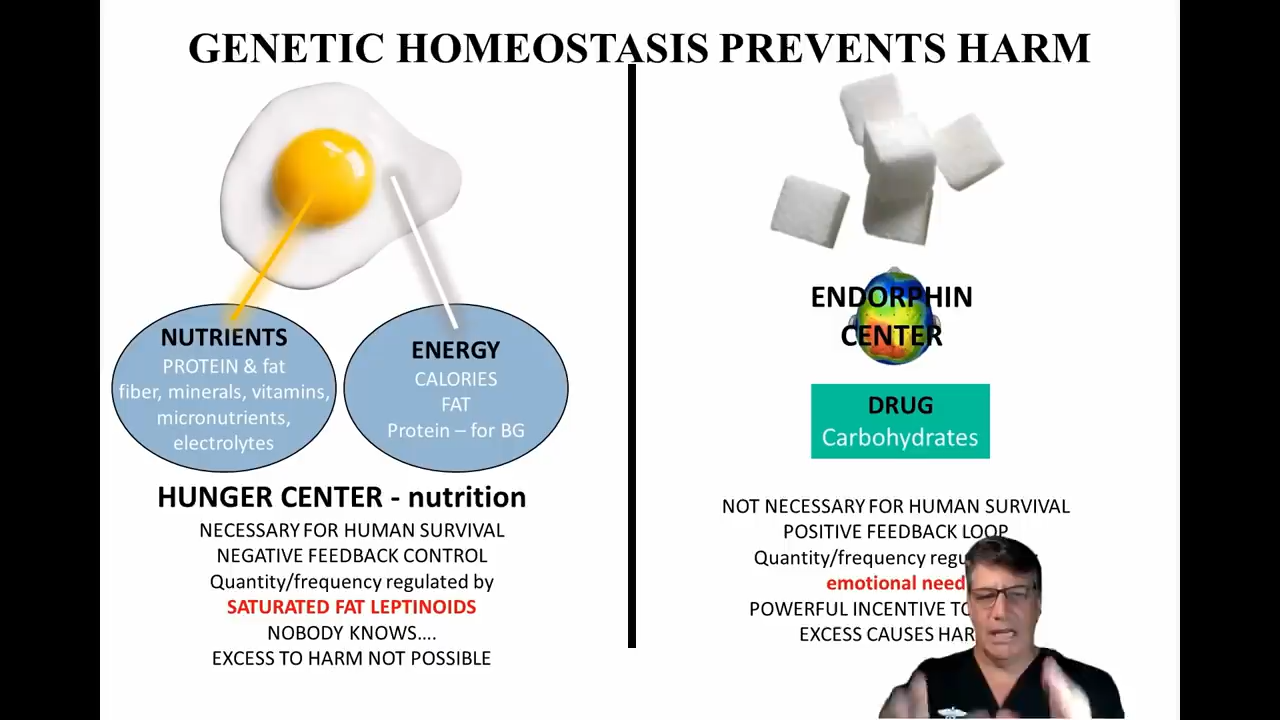 GENETIC HOMEOSTASIS PREVENTS HARM
NUTRIENTS
PROTEIN & fat
fiber, minerals, vitamins,
micronutrients,
electrolytes
ENERGY
CALORIES
FAT
Protein – for BG
HUNGER CENTER - nutrition
NECESSARY FOR HUMAN SURVIVAL
NEGATIVE FEEDBACK CONTROL
Quantity/frequency regulated by
SATURATED FAT LEPTINOIDS
NOBODY KNOWS....
EXCESS TO HARM NOT POSSIBLE
ENDORPHIN
CENTER
DRUG
Carbohydrates
NOT NECESSARY FOR HUMAN SURVIVAL
POSITIVE FEEDBACK LOOP
Quantity/frequency
emotional need
POWERFUL INCENTIVE
EXCESS CAUSES